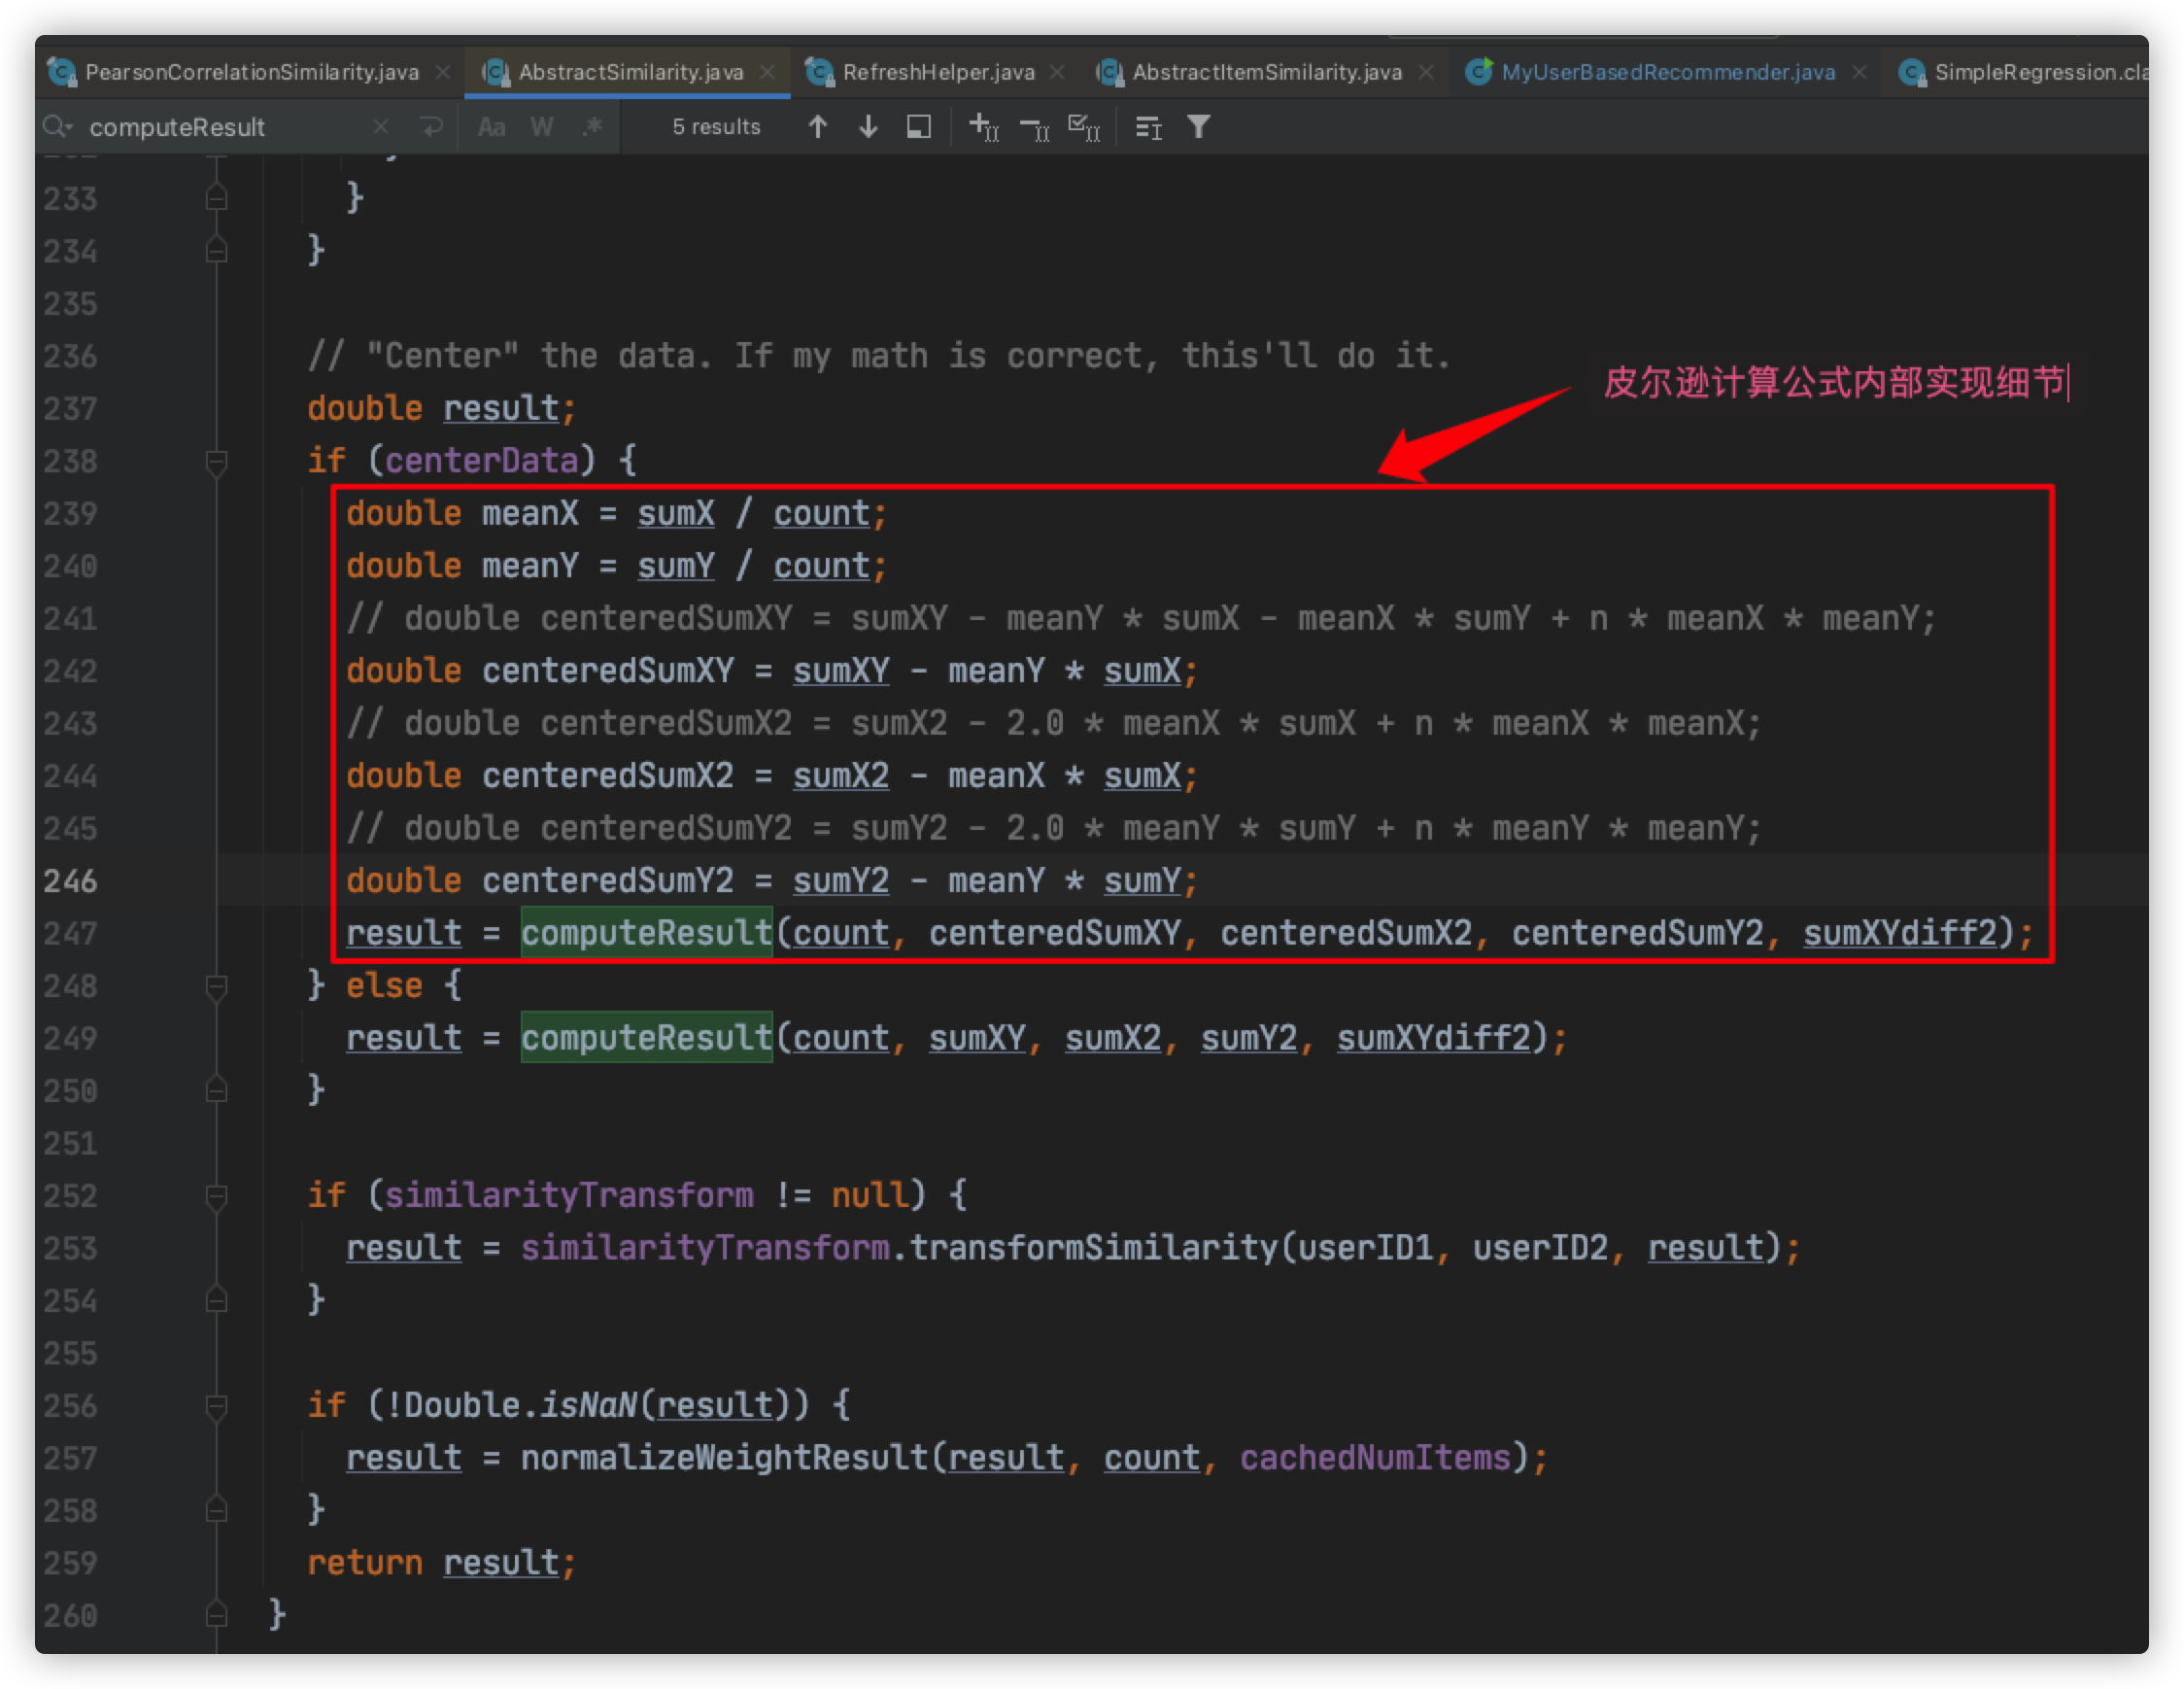 PearsonCorrelationSimilarity.java AbstractSimilarity.java RefreshHelper.java AbstractItemSimilarity.java MyUserBasedRecommender.java SimpleRegression.cla
computeResult Aa W .* 5 results
233 }
234 }
235
236 // "Center" the data. If my math is correct, this'll do it.
皮尔逊计算公式内部实现细节
237 double result;
238 if (centerData) {
239 double meanX = sumX / count;
240 double meanY = sumY / count;
241 // double centeredSumXY = sumXY - meanY * sumX - meanX * sumY + n * meanX * meanY;
242 double centeredSumXY = sumXY - meanY * sumX;
243 // double centeredSumX2 = sumX2 - 2.0 * meanX * sumX + n * meanX * meanX;
244 double centeredSumX2 = sumX2 - meanX * sumX;
245 // double centeredSumY2 = sumY2 - 2.0 * meanY * sumY + n * meanY * meanY;
246 double centeredSumY2 = sumY2 - meanY * sumY;
247 result = computeResult(count, centeredSumXY, centeredSumX2, centeredSumY2, sumXYdiff2);
248 } else {
249 result = computeResult(count, sumXY, sumX2, sumY2, sumXYdiff2);
250 }
251
252 if (similarityTransform != null) {
253 result = similarityTransform.transformSimilarity(userID1, userID2, result);
254 }
255
256 if (!Double.isNaN(result)) {
257 result = normalizeWeightResult(result, count, cachedNumItems);
258 }
259 return result;
260 }